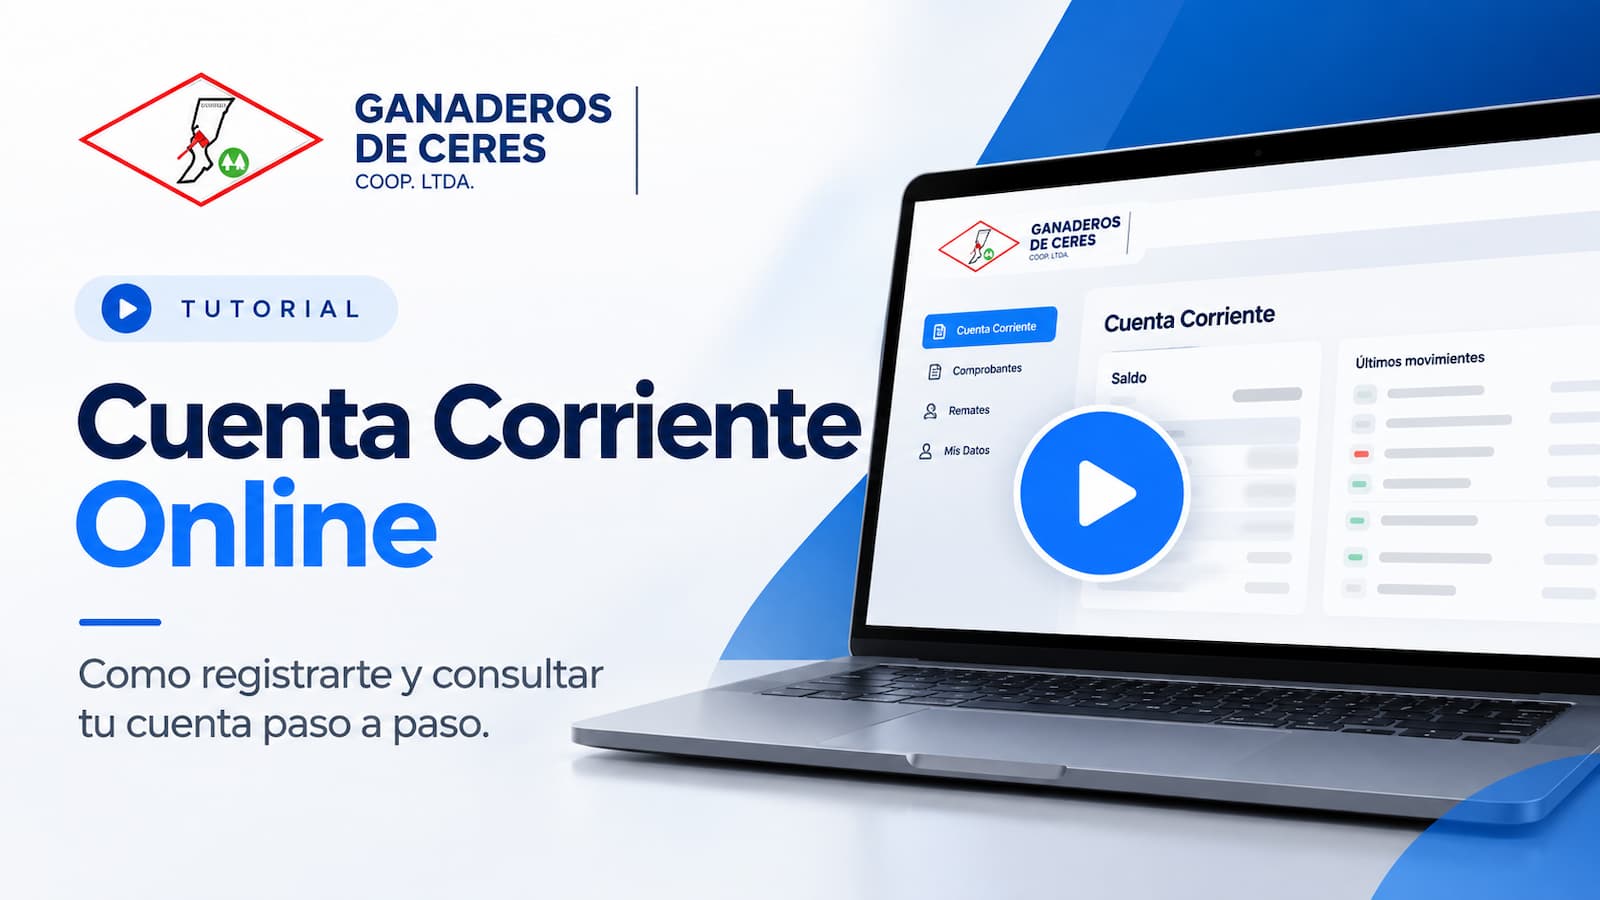 GANADEROS
DE CERES
COOP. LTDA.
TUTORIAL
Cuenta Corriente
Online
Como registrarte y consultar
tu cuenta paso a paso.
GANADEROS
DE CERES
COOP. LTDA.
Cuenta Corriente
Comprobantes
Remates
Mis Datos
Cuenta Corriente
Saldo
Últimos movimientos